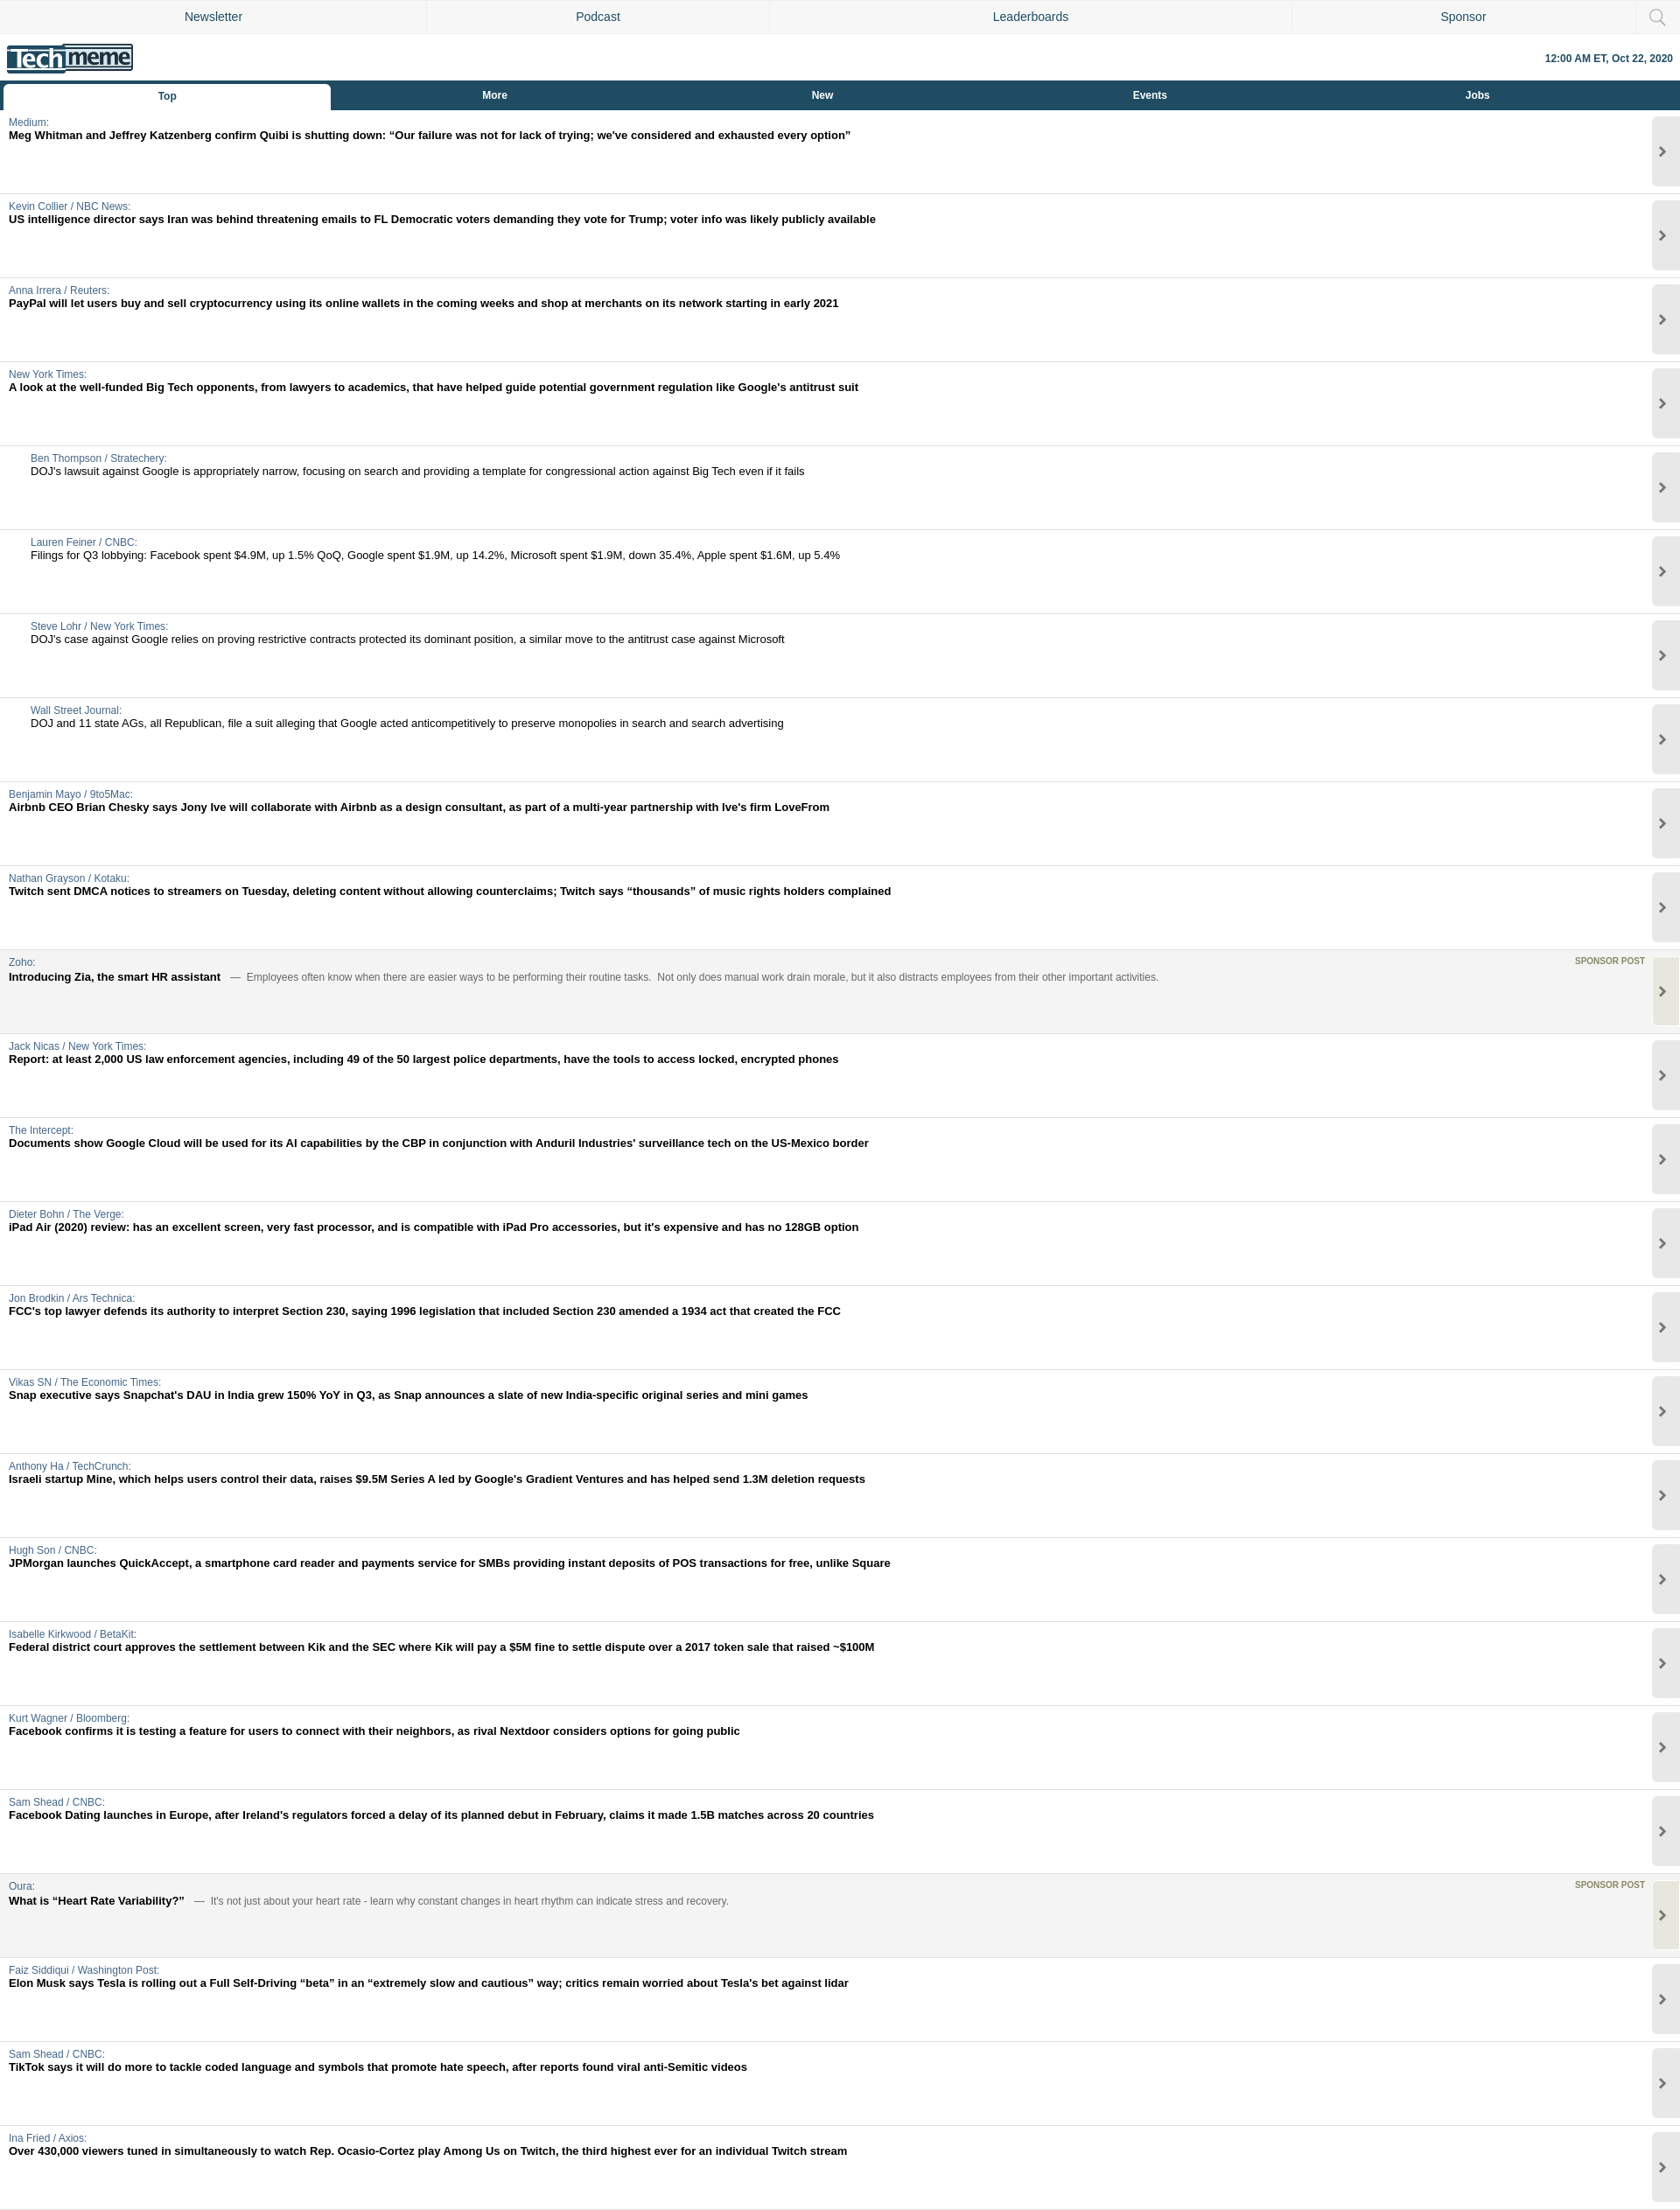 Newsletter Podcast Leaderboards Sponsor
Techmeme 12:00 AM ET, Oct 22, 2020
Top More New Events Jobs
Medium:
Meg Whitman and Jeffrey Katzenberg confirm Quibi is shutting down: “Our failure was not for lack of trying; we've considered and exhausted every option”
Kevin Collier / NBC News:
US intelligence director says Iran was behind threatening emails to FL Democratic voters demanding they vote for Trump; voter info was likely publicly available
Anna Irrera / Reuters:
PayPal will let users buy and sell cryptocurrency using its online wallets in the coming weeks and shop at merchants on its network starting in early 2021
New York Times:
A look at the well-funded Big Tech opponents, from lawyers to academics, that have helped guide potential government regulation like Google's antitrust suit
Ben Thompson / Stratechery:
DOJ's lawsuit against Google is appropriately narrow, focusing on search and providing a template for congressional action against Big Tech even if it fails
Lauren Feiner / CNBC:
Filings for Q3 lobbying: Facebook spent $4.9M, up 1.5% QoQ, Google spent $1.9M, up 14.2%, Microsoft spent $1.9M, down 35.4%, Apple spent $1.6M, up 5.4%
Steve Lohr / New York Times:
DOJ's case against Google relies on proving restrictive contracts protected its dominant position, a similar move to the antitrust case against Microsoft
Wall Street Journal:
DOJ and 11 state AGs, all Republican, file a suit alleging that Google acted anticompetitively to preserve monopolies in search and search advertising
Benjamin Mayo / 9to5Mac:
Airbnb CEO Brian Chesky says Jony Ive will collaborate with Airbnb as a design consultant, as part of a multi-year partnership with Ive's firm LoveFrom
Nathan Grayson / Kotaku:
Twitch sent DMCA notices to streamers on Tuesday, deleting content without allowing counterclaims; Twitch says “thousands” of music rights holders complained
Zoho: SPONSOR POST
Introducing Zia, the smart HR assistant — Employees often know when there are easier ways to be performing their routine tasks. Not only does manual work drain morale, but it also distracts employees from their other important activities.
Jack Nicas / New York Times:
Report: at least 2,000 US law enforcement agencies, including 49 of the 50 largest police departments, have the tools to access locked, encrypted phones
The Intercept:
Documents show Google Cloud will be used for its AI capabilities by the CBP in conjunction with Anduril Industries' surveillance tech on the US-Mexico border
Dieter Bohn / The Verge:
iPad Air (2020) review: has an excellent screen, very fast processor, and is compatible with iPad Pro accessories, but it's expensive and has no 128GB option
Jon Brodkin / Ars Technica:
FCC's top lawyer defends its authority to interpret Section 230, saying 1996 legislation that included Section 230 amended a 1934 act that created the FCC
Vikas SN / The Economic Times:
Snap executive says Snapchat's DAU in India grew 150% YoY in Q3, as Snap announces a slate of new India-specific original series and mini games
Anthony Ha / TechCrunch:
Israeli startup Mine, which helps users control their data, raises $9.5M Series A led by Google's Gradient Ventures and has helped send 1.3M deletion requests
Hugh Son / CNBC:
JPMorgan launches QuickAccept, a smartphone card reader and payments service for SMBs providing instant deposits of POS transactions for free, unlike Square
Isabelle Kirkwood / BetaKit:
Federal district court approves the settlement between Kik and the SEC where Kik will pay a $5M fine to settle dispute over a 2017 token sale that raised ~$100M
Kurt Wagner / Bloomberg:
Facebook confirms it is testing a feature for users to connect with their neighbors, as rival Nextdoor considers options for going public
Sam Shead / CNBC:
Facebook Dating launches in Europe, after Ireland's regulators forced a delay of its planned debut in February, claims it made 1.5B matches across 20 countries
Oura: SPONSOR POST
What is “Heart Rate Variability?” — It's not just about your heart rate - learn why constant changes in heart rhythm can indicate stress and recovery.
Faiz Siddiqui / Washington Post:
Elon Musk says Tesla is rolling out a Full Self-Driving “beta” in an “extremely slow and cautious” way; critics remain worried about Tesla's bet against lidar
Sam Shead / CNBC:
TikTok says it will do more to tackle coded language and symbols that promote hate speech, after reports found viral anti-Semitic videos
Ina Fried / Axios:
Over 430,000 viewers tuned in simultaneously to watch Rep. Ocasio-Cortez play Among Us on Twitch, the third highest ever for an individual Twitch stream